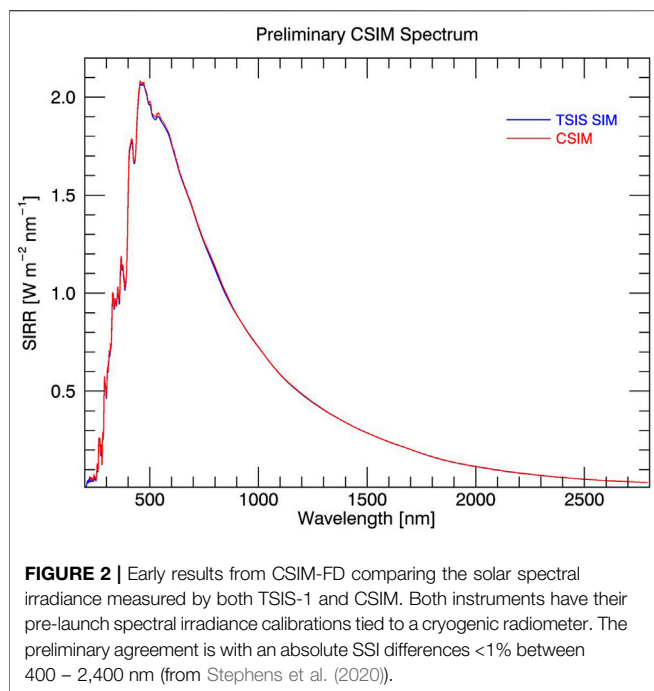 Preliminary CSIM Spectrum
2.0
1.5
1.0
0.5
SIRR [W m⁻² nm⁻¹]
TSIS SIM
CSIM
500
1000
1500
2000
2500
Wavelength [nm]
FIGURE 2 | Early results from CSIM-FD comparing the solar spectral
irradiance measured by both TSIS-1 and CSIM. Both instruments have their
pre-launch spectral irradiance calibrations tied to a cryogenic radiometer. The
preliminary agreement is with an absolute SSI differences <1% between
400 – 2,400 nm (from Stephens et al. (2020)).